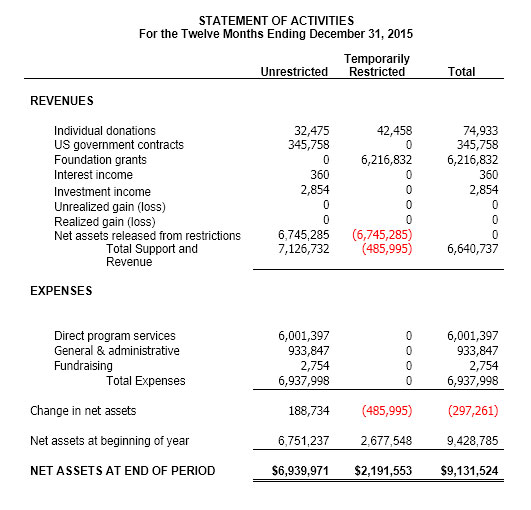 STATEMENT OF ACTIVITIES
For the Twelve Months Ending December 31, 2015
Temporarily
Unrestricted Restricted Total
REVENUES
Individual donations 32,475 42,458 74,933
US government contracts 345,758 0 345,758
Foundation grants 0 6,216,832 6,216,832
Interest income 360 0 360
Investment income 2,854 0 2,854
Unrealized gain (loss) 0 0 0
Realized gain (loss) 0 0 0
Net assets released from restrictions 6,745,285 (6,745,285) 0
Total Support and 7,126,732 (485,995) 6,640,737
Revenue
EXPENSES
Direct program services 6,001,397 0 6,001,397
General & administrative 933,847 0 933,847
Fundraising 2,754 0 2,754
Total Expenses 6,937,998 0 6,937,998
Change in net assets 188,734 (485,995) (297,261)
Net assets at beginning of year 6,751,237 2,677,548 9,428,785
NET ASSETS AT END OF PERIOD $6,939,971 $2,191,553 $9,131,524